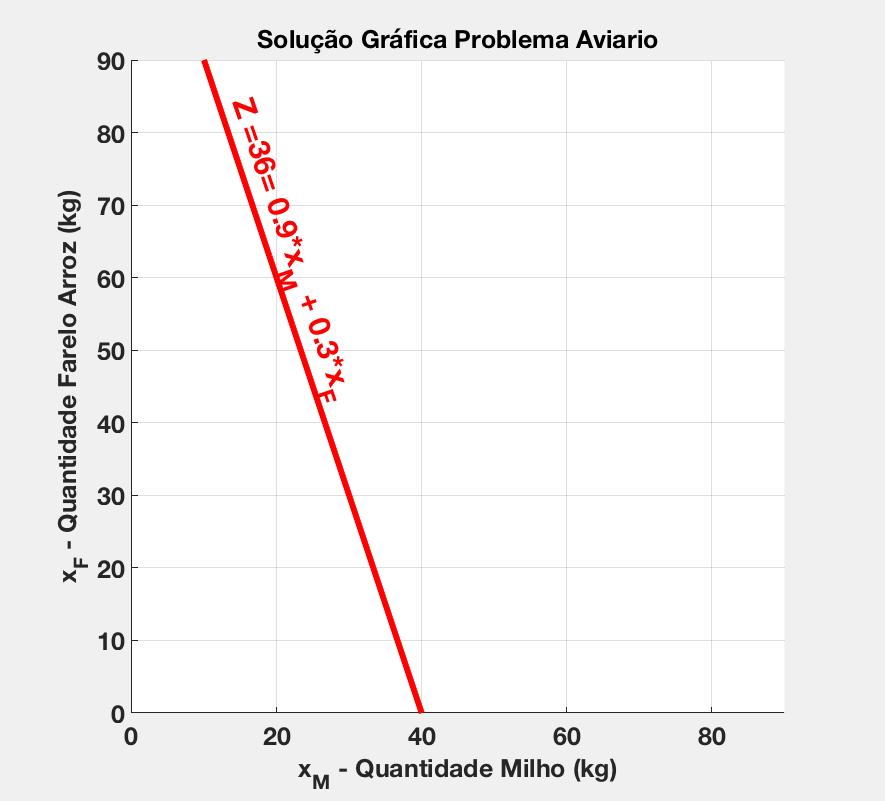 Solução Gráfica Problema Aviario
90
80
70
60
50
40
30
20
10
0
x_F - Quantidade Farelo Arroz (kg)
Z =36= 0.9*x_M + 0.3*x_F
0 20 40 60 80
x_M - Quantidade Milho (kg)